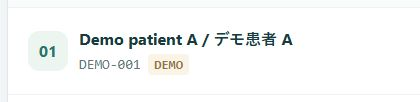 01
Demo patient A / デモ患者 A
DEMO-001 DEMO